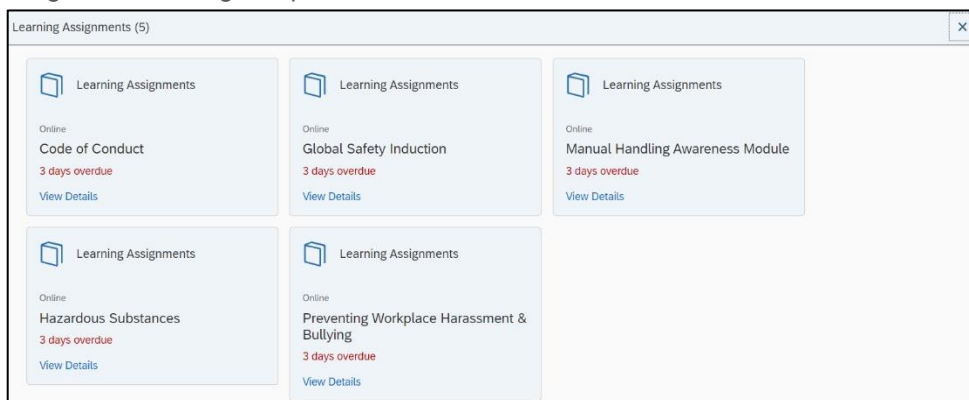 Learning Assignments (5)
Learning Assignments
Online
Code of Conduct
3 days overdue
View Details
Learning Assignments
Online
Global Safety Induction
3 days overdue
View Details
Learning Assignments
Online
Manual Handling Awareness Module
3 days overdue
View Details
Learning Assignments
Online
Hazardous Substances
3 days overdue
View Details
Learning Assignments
Online
Preventing Workplace Harassment &
Bullying
3 days overdue
View Details